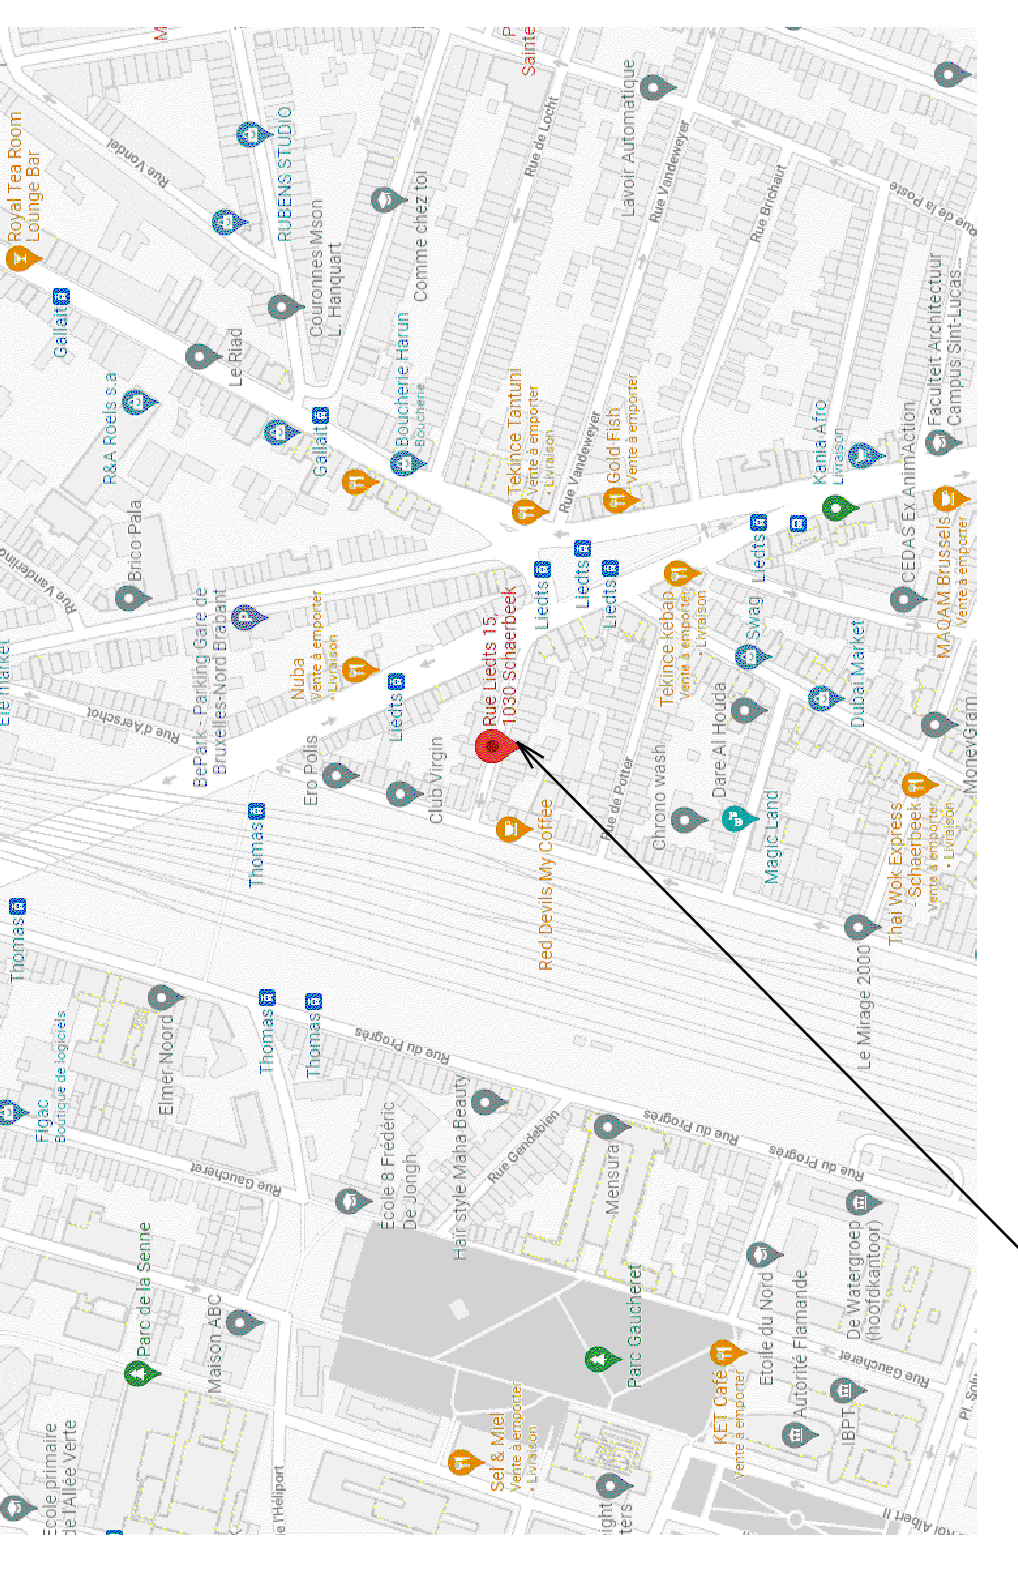 Royal Tea Room
Lounge Bar
Gallait
Rue Vondel
RUBENS STUDIO
Couronnes Mson
L. Hanquart
Comme chez toi
Le Riad
R&A Roels s.a
Gallait
Boucherie Harun
Boucherie
Sainte
Rue de Locht
Lavoir Automatique
Rue Vandeweyer
Rue Brichaut
Rue de la Poste
Faculteit Architectuur
Campus Sint-Lucas...
Tekince Tantuni
Vente à emporter
• Livraison
Rue Vandeweyer
Gold Fish
Vente à emporter
Kania Afro
Livraison
CEDAS Ex AnimAction
MAQAM Brussels
Vente à emporter
Brico Pala
BePark - Parking Gare de
Bruxelles-Nord Brabant
Rue d'Aerschot
Nuba
Vente à emporter
• Livraison
Liedts
Liedts
Liedts
Liedts
Liedts
Rue Liedts 15,
1030 Schaerbeek
Tekince kebap
Vente à emporter
• Livraison
Swag
Dubai Market
Dare Al Houda
MoneyGram
Ero Polis
Club Virgin
Red Devils My Coffee
Rue de Potter
Chrono wash
Magic Land
Thai Wok Express
- Schaerbeek
Vente à emporter
• Livraison
Le Mirage 2000
Thomas
Thomas
Thomas
Thomas
Rue du Progrès
Rue du Progrès
Rue du Progrès
Figac
Boutique de logiciels
Elmer Noord
Rue Gaucheret
École 8 Frédéric
De Jongh
Hair style Maha Beauty
Rue Gendebien
Mensura
De Watergroep
(hoofdkantoor)
Parc de la Senne
Maison ABC
Parc Gaucheret
Etoile du Nord
Autorité Flamande
Rue Gaucheret
KET Café
Vente à emporter
IBPT
Sel & Miel
Vente à emporter
• Livraison
École primaire
de l'Allée Verte